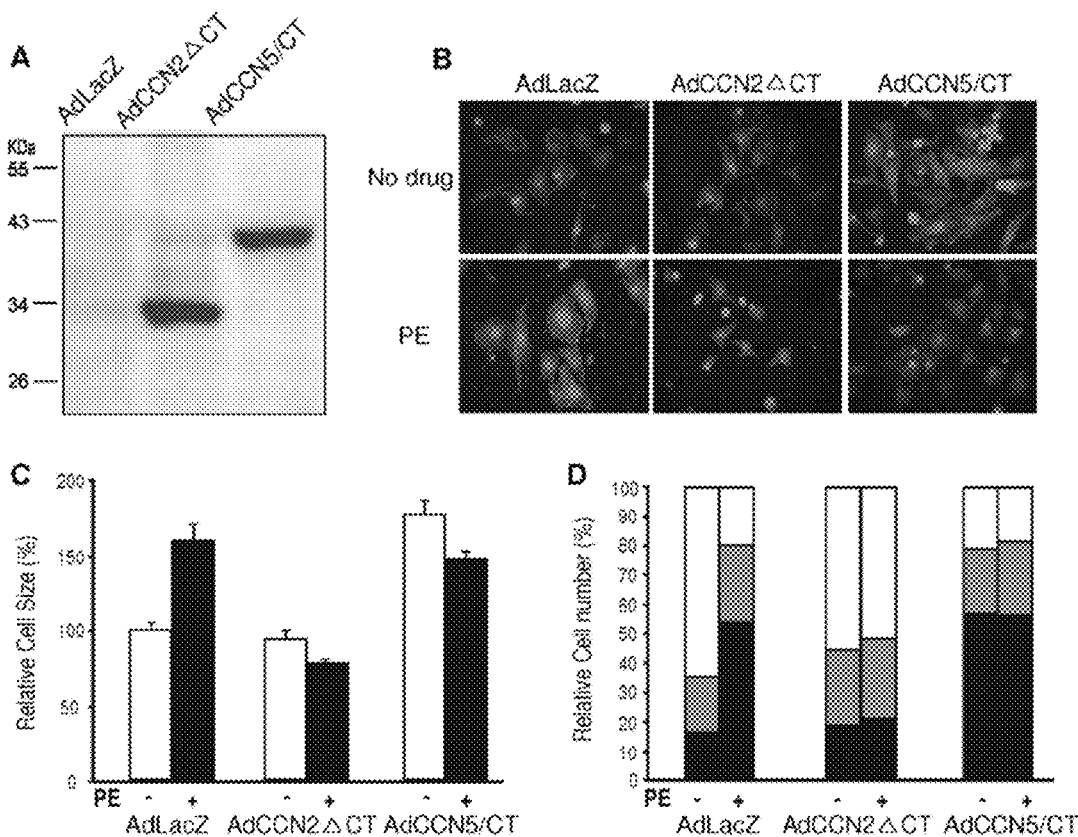 A
AdLacZ
AdCCN2△CT
AdCCN5/CT
KDa
55
43
34
26
B
AdLacZ AdCCN2△CT AdCCN5/CT
No drug
PE
C
Relative Cell Size (%)
200
150
100
50
0
PE - + - + - +
AdLacZ AdCCN2△CT AdCCN5/CT
D
Relative Cell number (%)
100
90
80
70
60
50
40
30
20
10
0
PE - + - + - +
AdLacZ AdCCN2△CT AdCCN5/CT